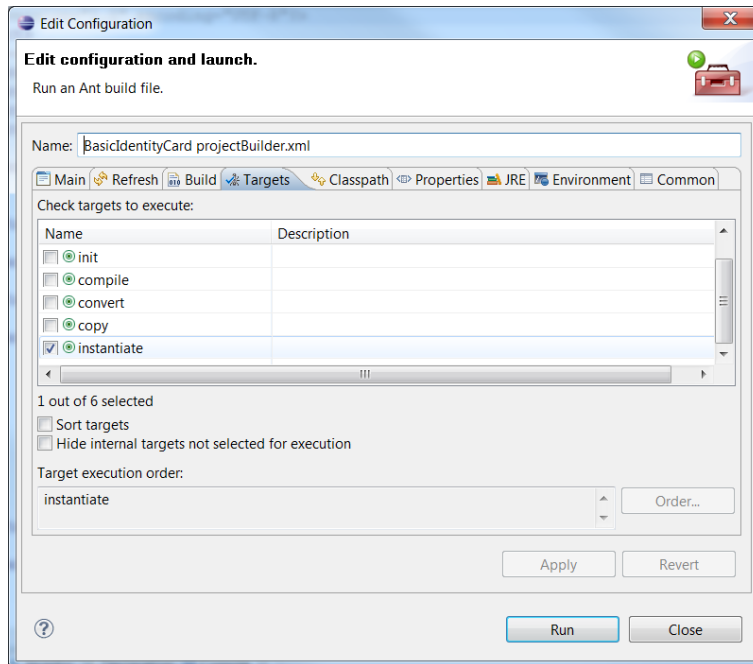 Edit Configuration
Edit configuration and launch.
Run an Ant build file.
Name: BasicIdentityCard projectBuilder.xml
Main Refresh Build Targets Classpath Properties JRE Environment Common
Check targets to execute:
Name Description
init
compile
convert
copy
instantiate
1 out of 6 selected
Sort targets
Hide internal targets not selected for execution
Target execution order:
instantiate
Order...
Apply Revert
Run Close